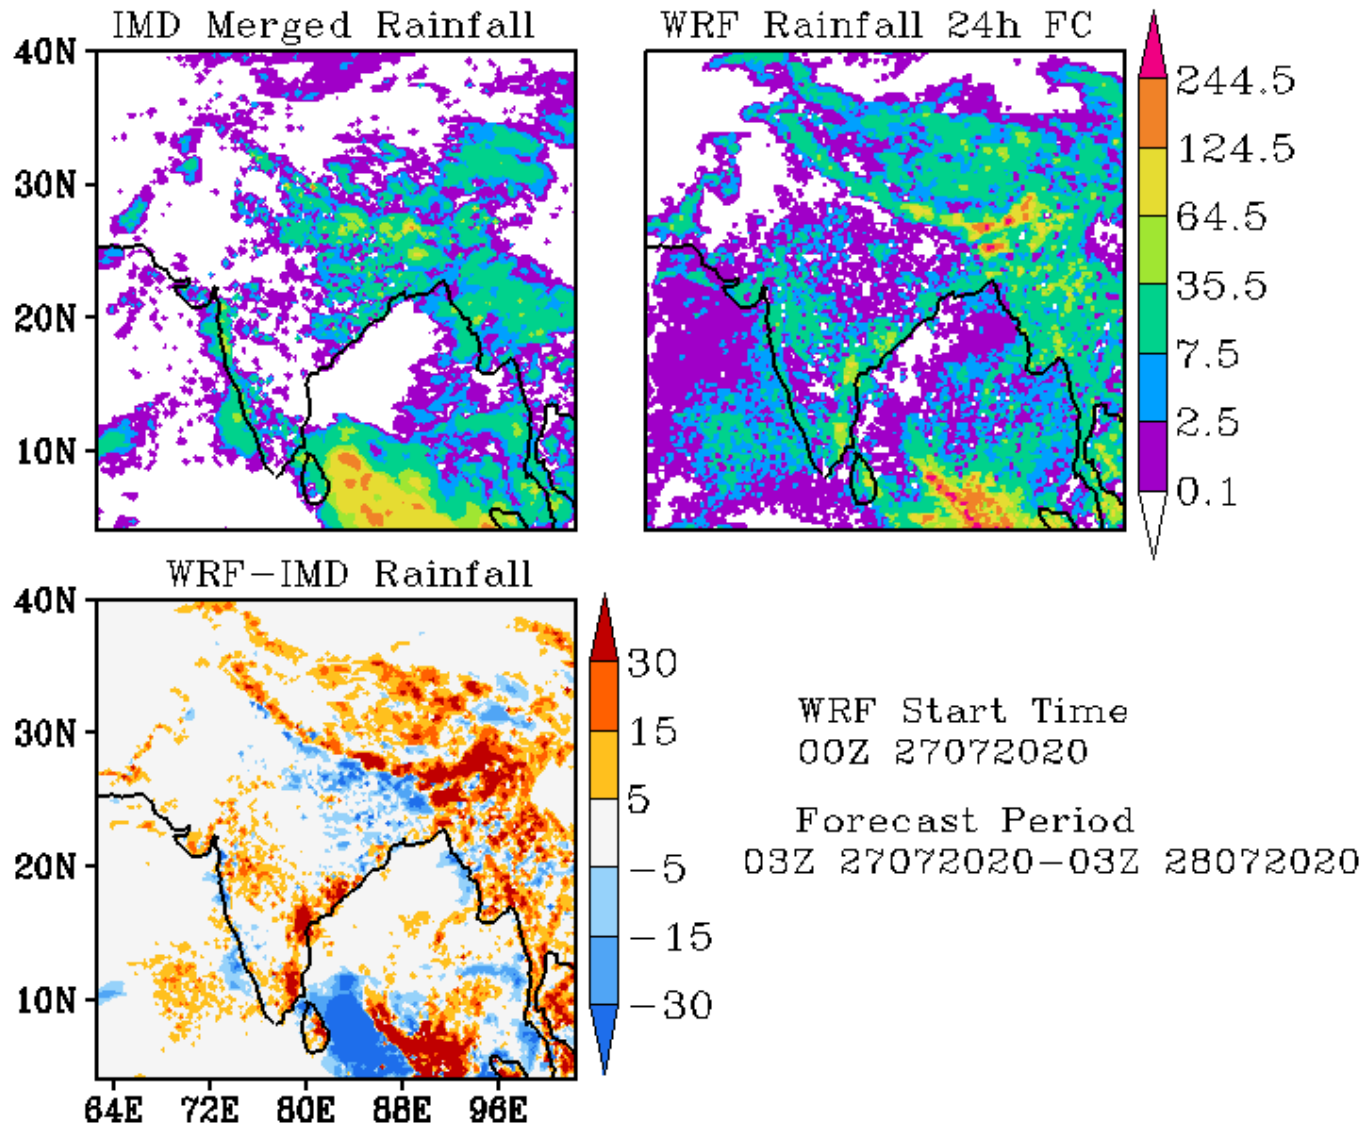 IMD Merged Rainfall
WRF Rainfall 24h FC
40N
30N
20N
10N
244.5
124.5
64.5
35.5
7.5
2.5
0.1
WRF-IMD Rainfall
40N
30N
20N
10N
64E 72E 80E 88E 96E
30
15
5
-5
-15
-30
WRF Start Time
00Z 27072020
Forecast Period
03Z 27072020-03Z 28072020